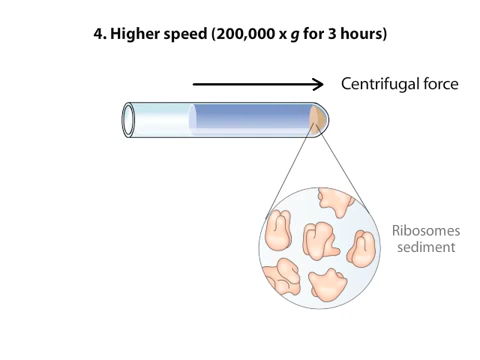 4. Higher speed (200,000 x g for 3 hours)
Centrifugal force
Ribosomes
sediment